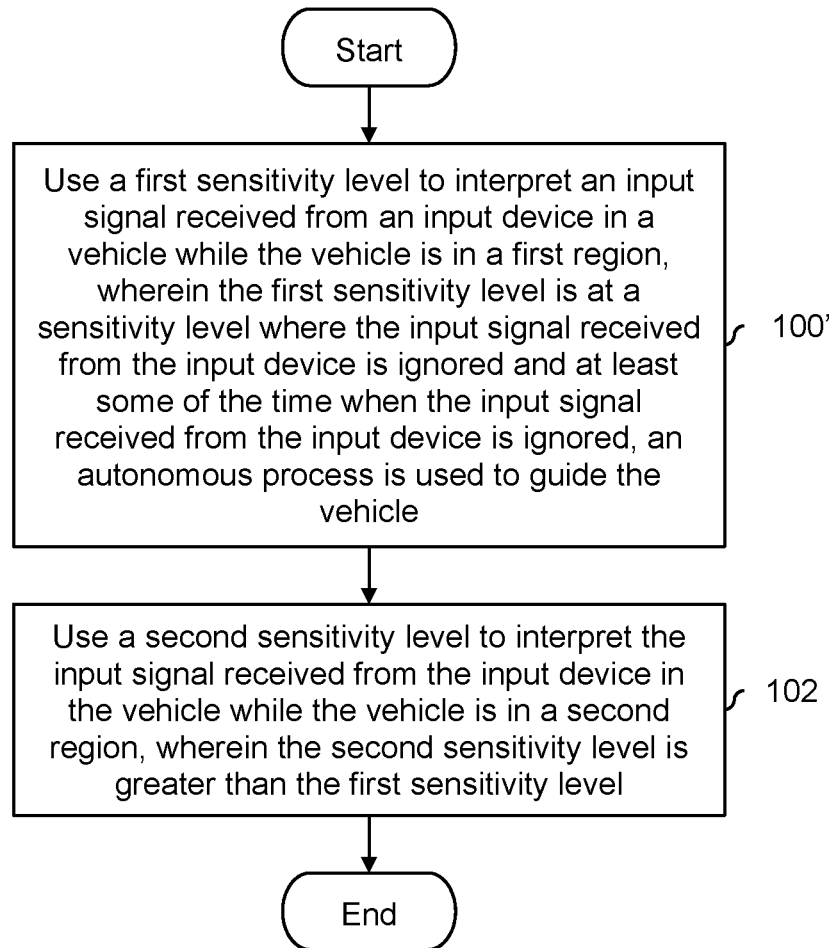 Start
Use a first sensitivity level to interpret an input
signal received from an input device in a
vehicle while the vehicle is in a first region,
wherein the first sensitivity level is at a
sensitivity level where the input signal received
from the input device is ignored and at least
some of the time when the input signal
received from the input device is ignored, an
autonomous process is used to guide the
vehicle
100’
Use a second sensitivity level to interpret the
input signal received from the input device in
the vehicle while the vehicle is in a second
region, wherein the second sensitivity level is
greater than the first sensitivity level
102
End